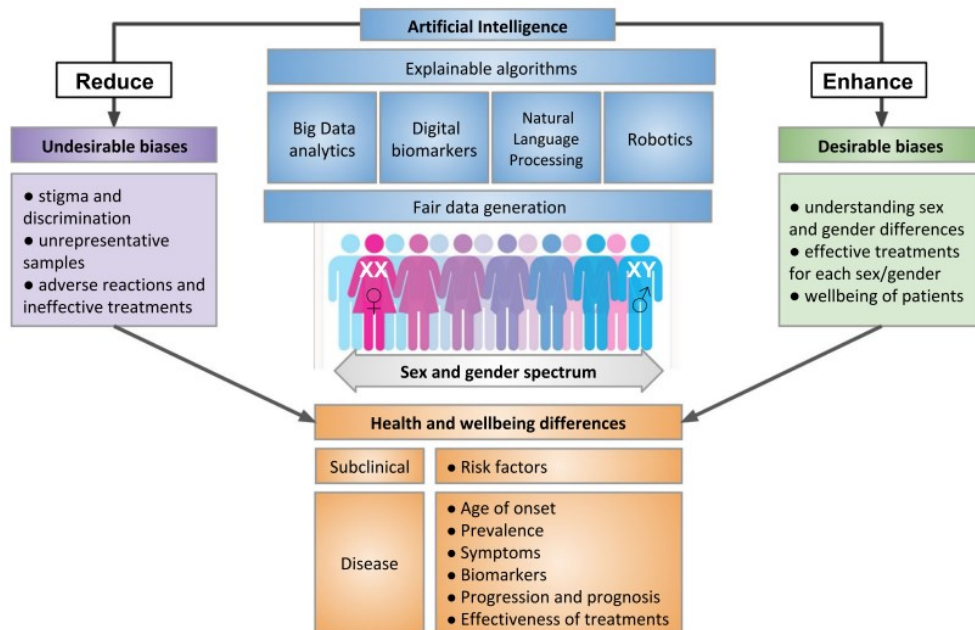 Artificial Intelligence
Reduce
Explainable algorithms
Enhance
Big Data
analytics
Digital
biomarkers
Natural
Language
Processing
Robotics
Undesirable biases
Desirable biases
● stigma and
discrimination
● unrepresentative
samples
● adverse reactions and
ineffective treatments
Fair data generation
● understanding sex
and gender differences
● effective treatments
for each sex/gender
● wellbeing of patients
XX
♀
XY
♂
Sex and gender spectrum
Health and wellbeing differences
Subclinical
● Risk factors
Disease
● Age of onset
● Prevalence
● Symptoms
● Biomarkers
● Progression and prognosis
● Effectiveness of treatments